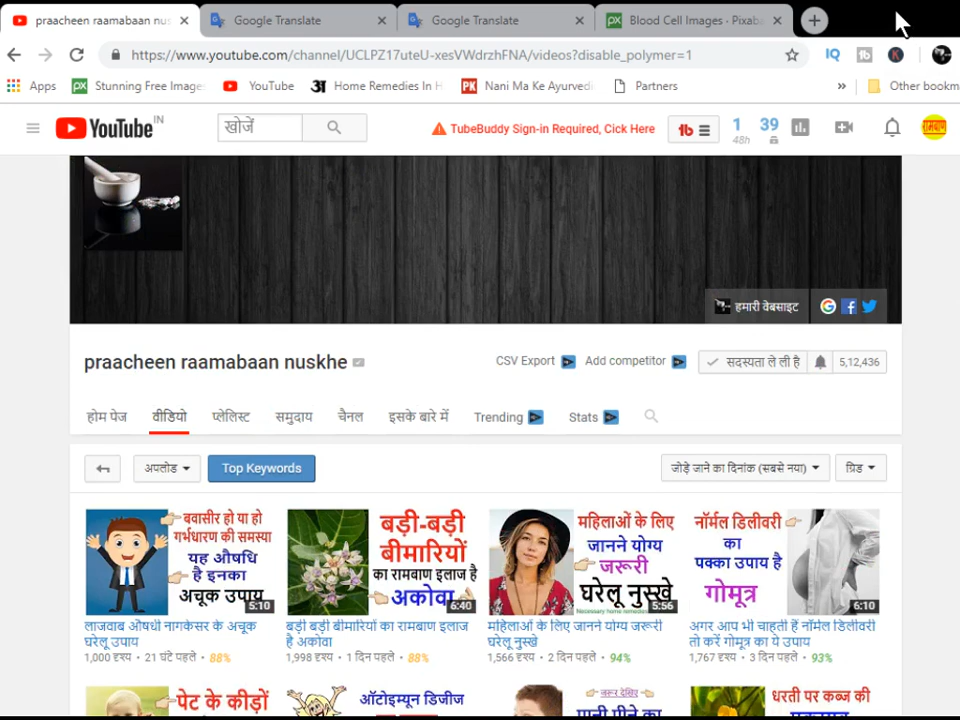 praacheen raamabaan nus
Google Translate
Google Translate
Blood Cell Images - Pixab
https://www.youtube.com/channel/UCLPZ17uteU-xesVWdrzhFNA/videos?disable_polymer=1
IQ
Apps
Stunning Free Image
YouTube
Home Remedies In H
Nani Ma Ke Ayurved
Partners
»
Other bookm
YouTube IN
खोजें
TubeBuddy Sign-in Required, Click Here
1
48h
39
रामबाण
हमारी वेबसाइट
praacheen raamabaan nuskhe
CSV Export
Add competitor
सदस्यता ले ली है
5,12,436
होम पेज
वीडियो
प्लेलिस्ट
समुदाय
चैनल
इसके बारे में
Trending
Stats
अपलोड
Top Keywords
जोड़े जाने का दिनांक (सबसे नया)
ग्रिड
बवासीर हो या हो
गर्भधारण की समस्या
यह औषधि
है इनका
अचूक उपाय
5:10
बड़ी-बड़ी
बीमारियों
का रामबाण इलाज है
अकोवा
6:40
महिलाओं के लिए
जानने योग्य
जरूरी
घरेलू नुस्खे
Necessary home remedies
5:56
नॉर्मल डिलीवरी
का
पक्का उपाय है
गोमूत्र
6:10
लाजवाब औषधी नागकेसर के अचूक
घरेलू उपाय
1,000 दृश्य • 21 घंटे पहले • 88%
बड़ी बड़ी बीमारियों का रामबाण इलाज
है अकोवा
1,998 दृश्य • 1 दिन पहले • 88%
महिलाओं के लिए जानने योग्य जरूरी
घरेलू नुस्खे
1,566 दृश्य • 2 दिन पहले • 94%
अगर आप भी चाहती हैं नॉर्मल डिलीवरी
तो करें गोमूत्र का ये उपाय
1,767 दृश्य • 3 दिन पहले • 93%
पेट के कीड़ों
ऑटोइम्यून डिजीज
जरूर देखिए
पानी पीने का
धरती पर कब्ज की